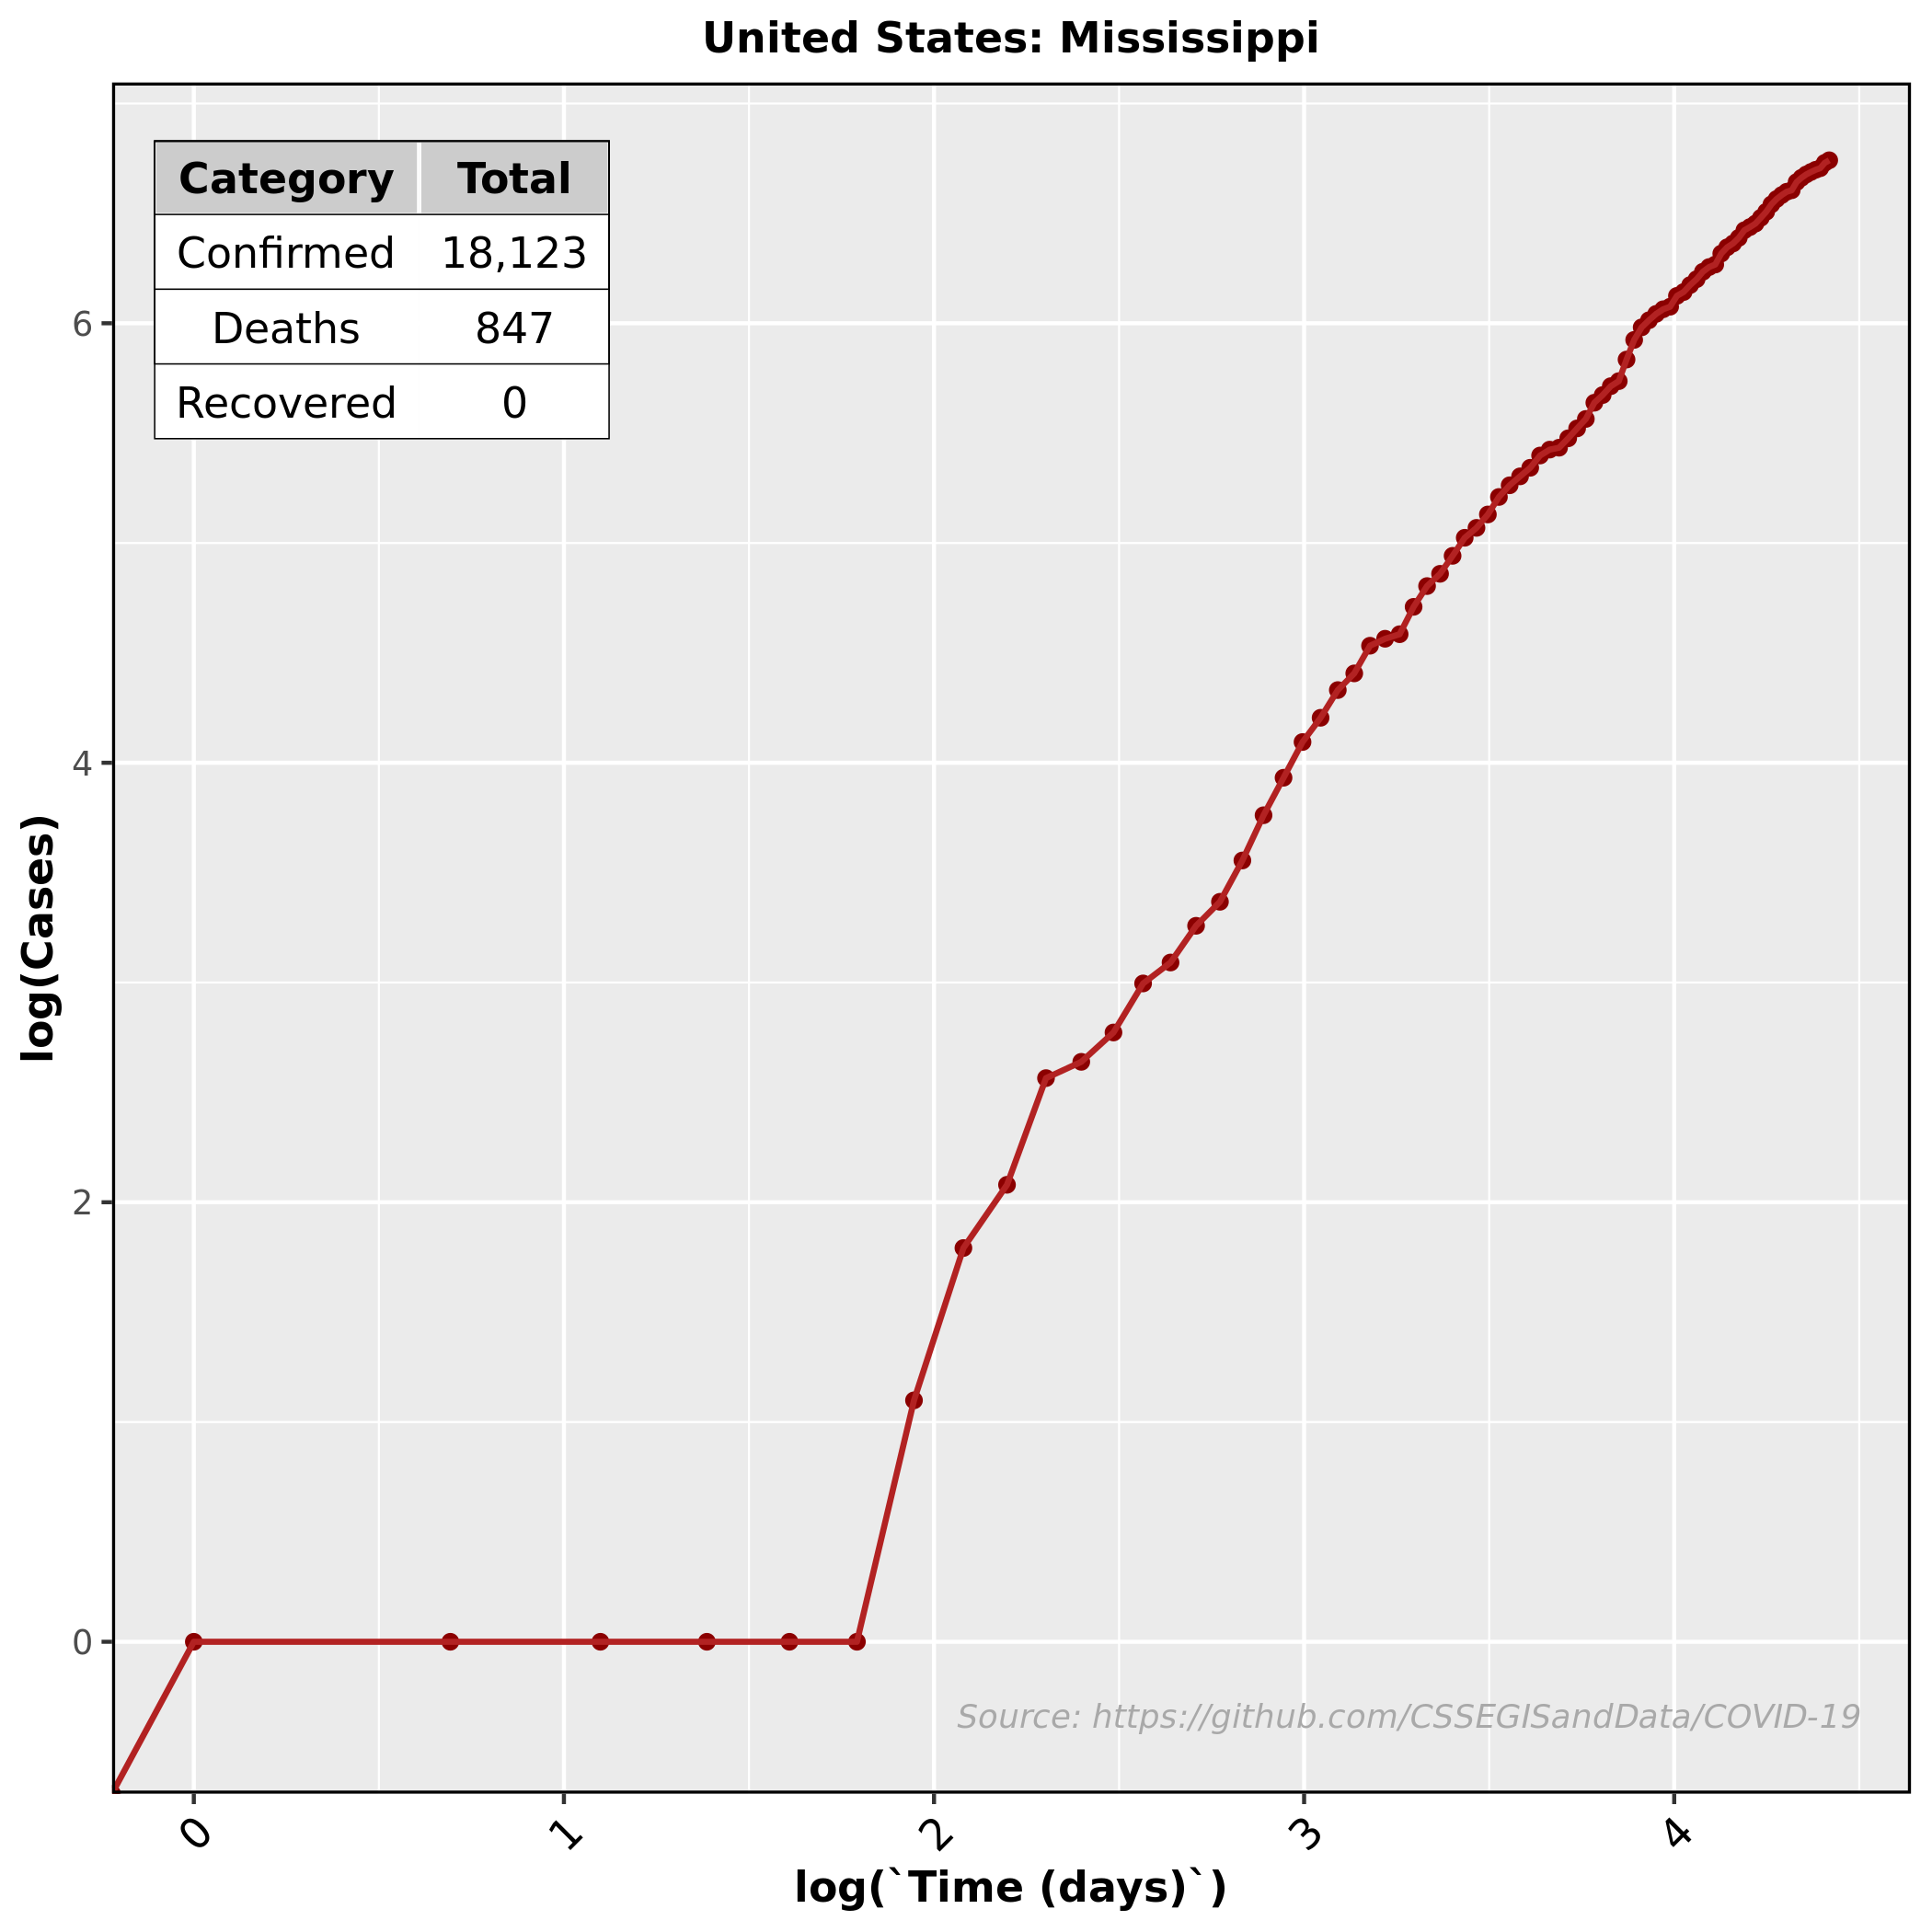 United States: Mississippi
Category Total
Confirmed 18,123
Deaths 847
Recovered 0
6
4
2
0
log(Cases)
Source: https://github.com/CSSEGISandData/COVID-19
0 1 2 3 4
log(`Time (days)`)